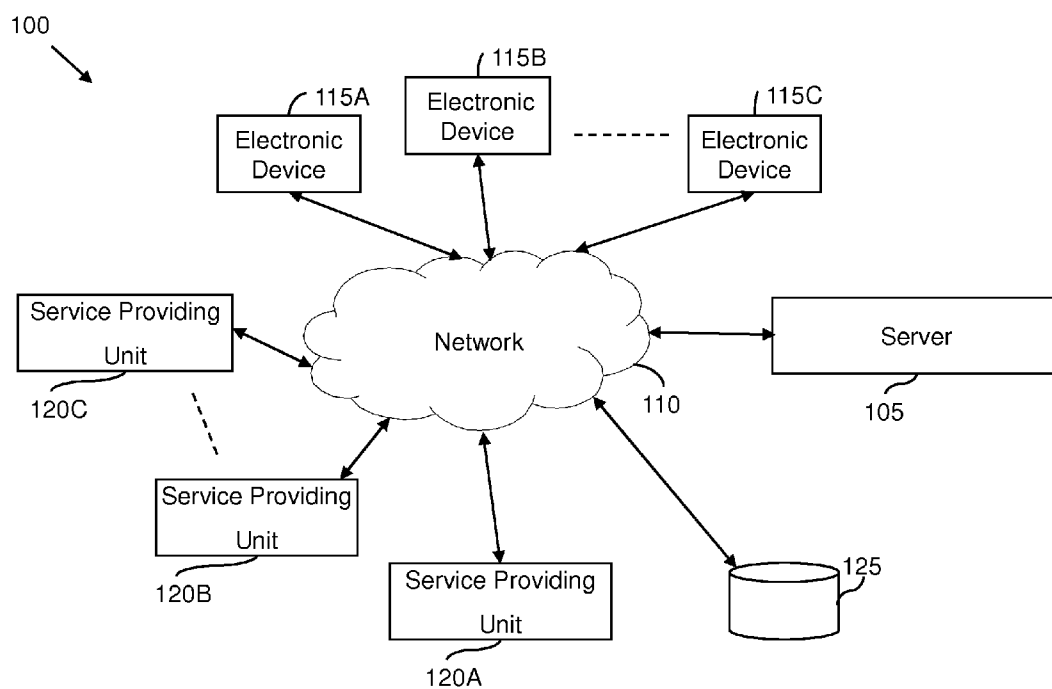 100
115A
115B
115C
Electronic
Device
Electronic
Device
Electronic
Device
Service Providing
Unit
120C
Network
110
Server
105
Service Providing
Unit
120B
Service Providing
Unit
120A
125